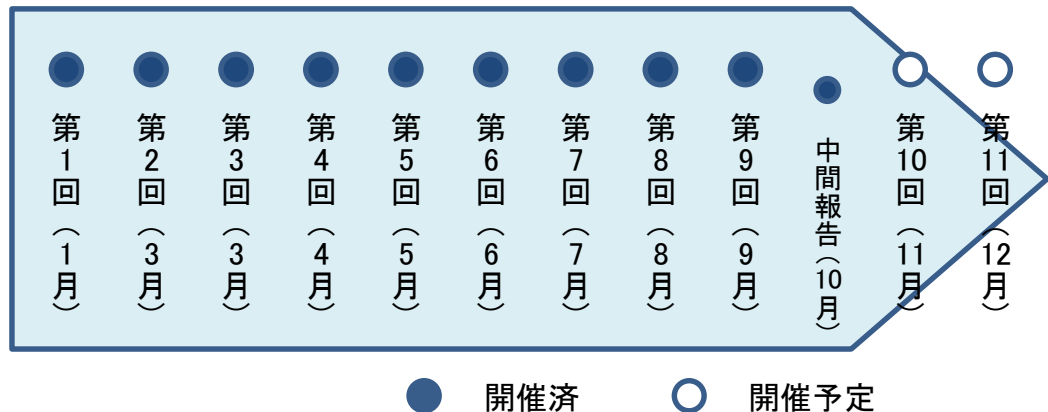 第1回（1月）
第2回（3月）
第3回（3月）
第4回（4月）
第5回（5月）
第6回（6月）
第7回（7月）
第8回（8月）
第9回（9月）
中間報告（10月）
第10回（11月）
第11回（12月）
開催済
開催予定